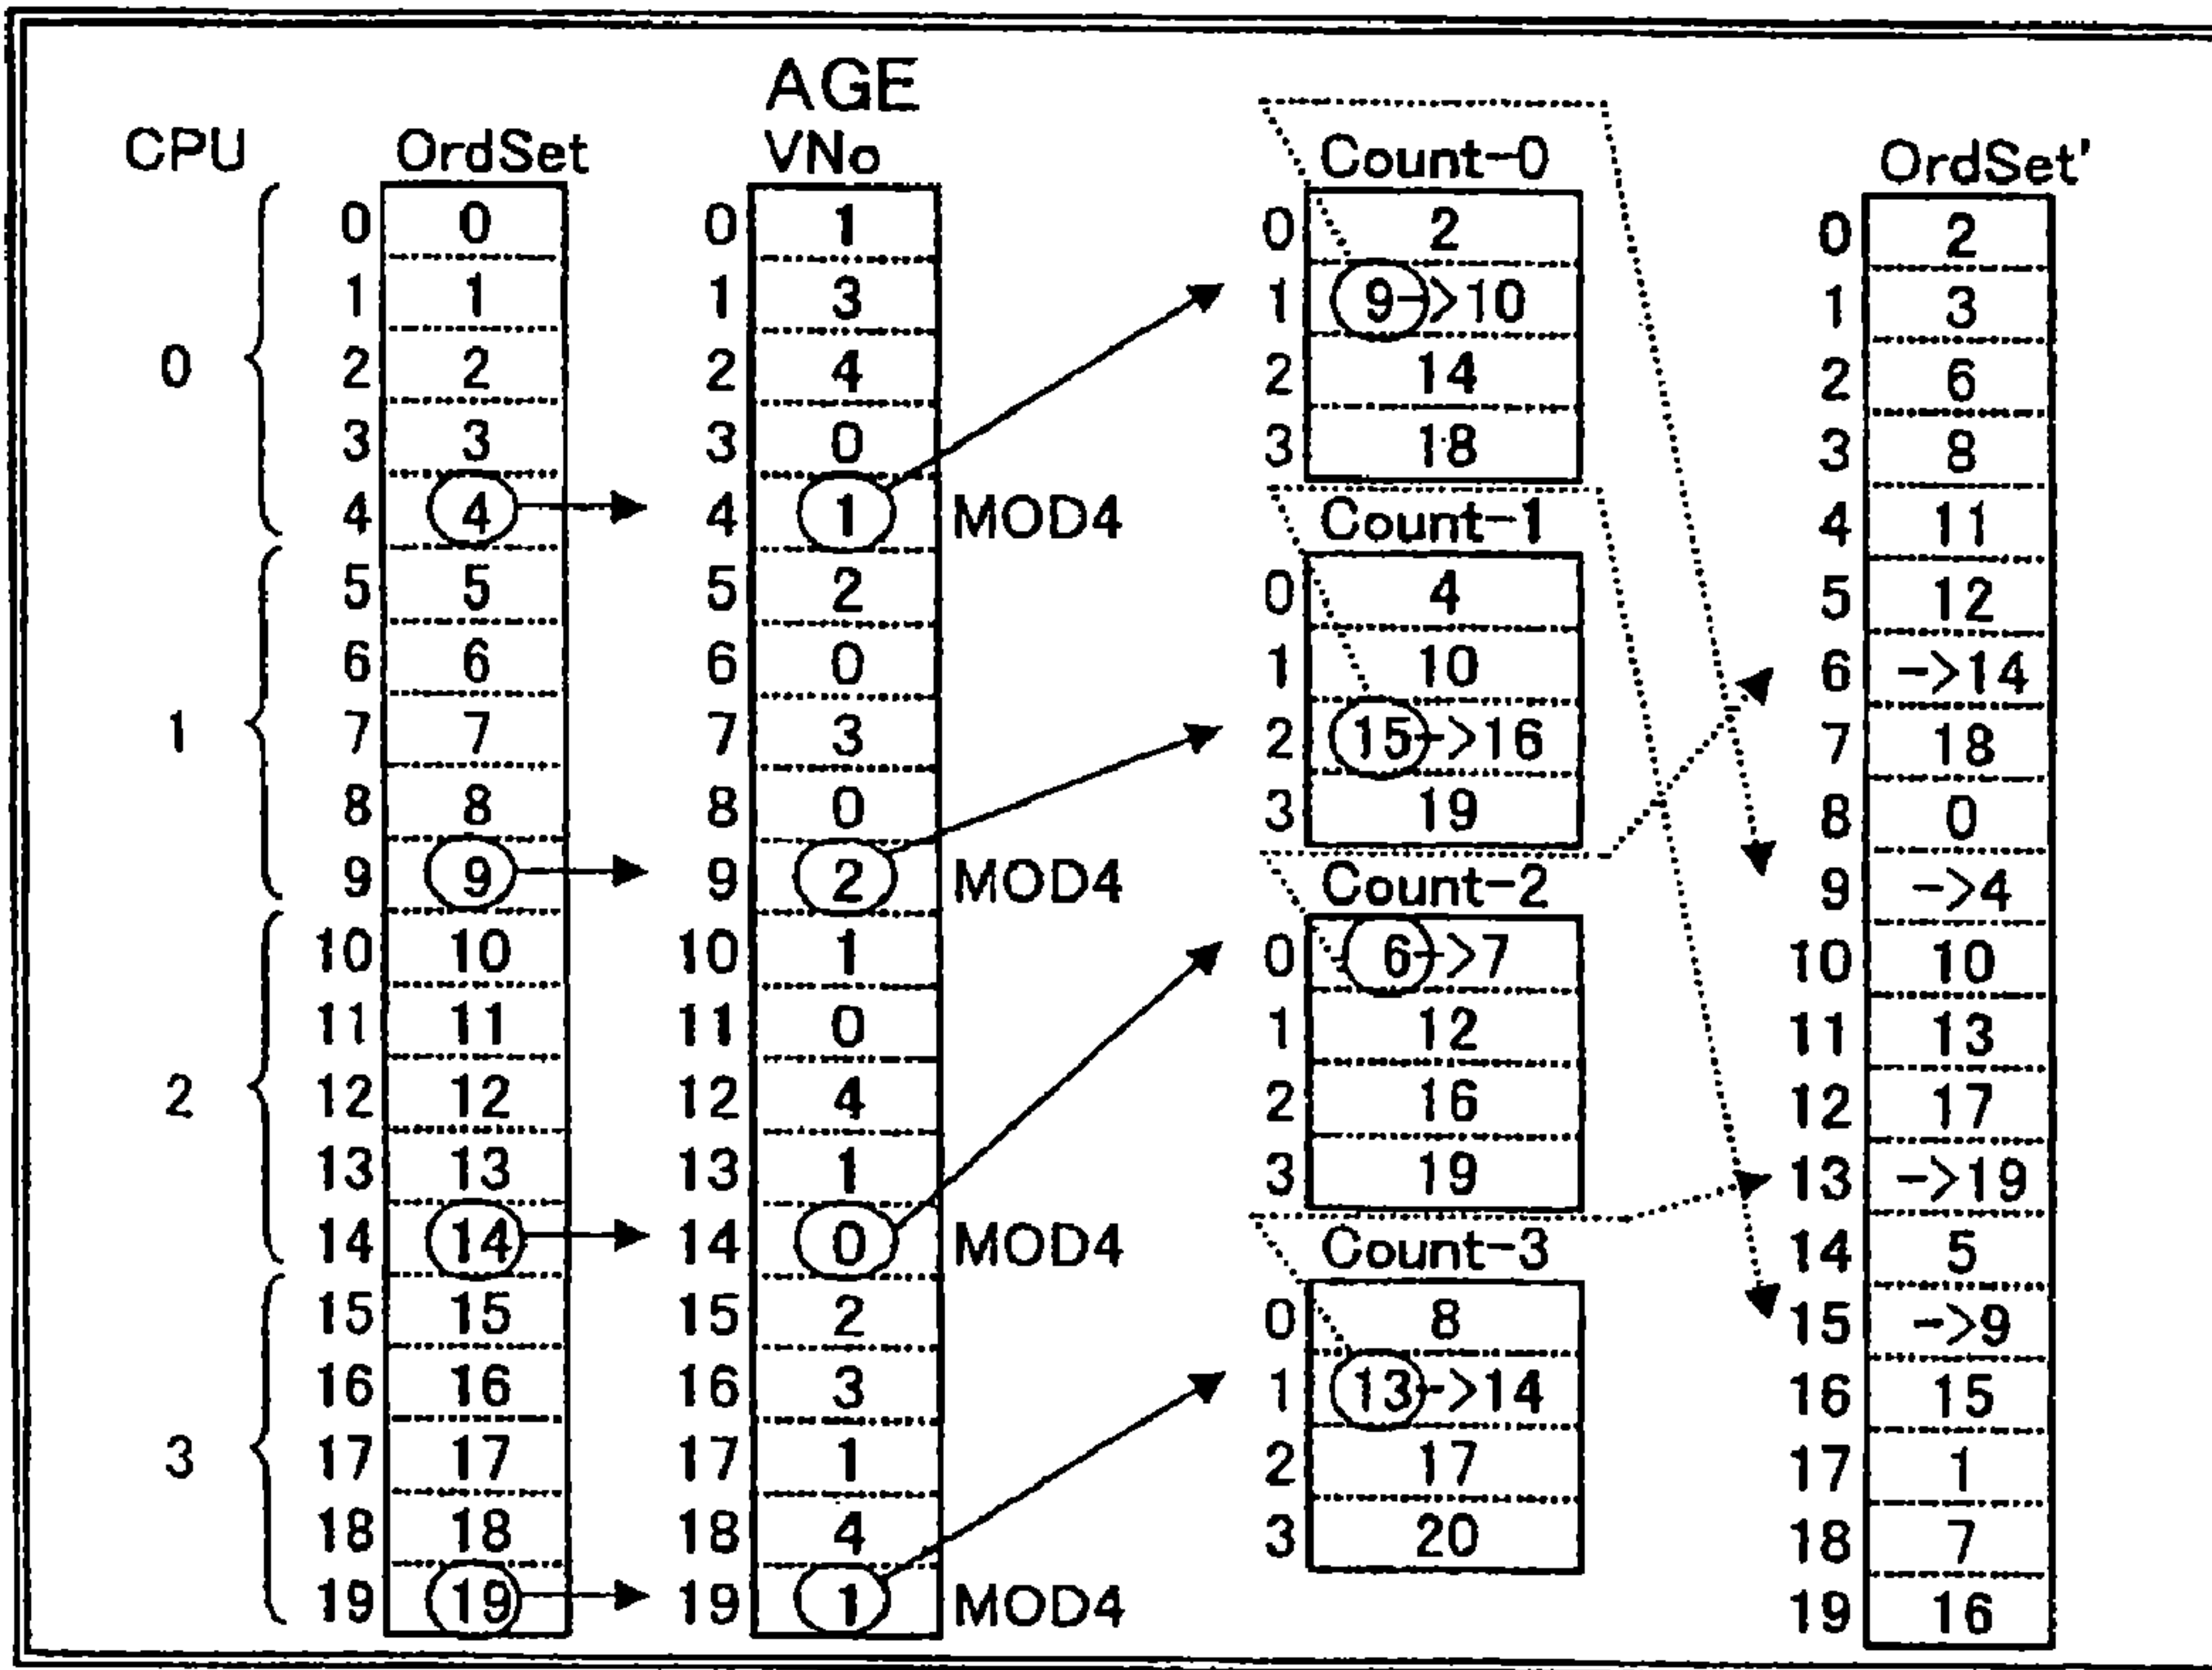 AGE
CPU OrdSet VNo Count-0 OrdSet'
0 0 0 1 0 2 0 2
1 1 1 3 1 9->10 1 3
0 2 2 2 4 2 14 2 6
3 3 3 0 3 18 3 8
4 4 4 1 MOD4 Count-1 4 11
5 5 5 2 0 4 5 12
6 6 6 0 1 10 6 ->14
1 7 7 7 3 2 15->16 7 18
8 8 8 0 3 19 8 0
9 9 9 2 MOD4 Count-2 9 ->4
10 10 10 1 0 6->7 10 10
11 11 11 0 1 12 11 13
2 12 12 12 4 2 16 12 17
13 13 13 1 3 19 13 ->19
14 14 14 0 MOD4 Count-3 14 5
15 15 15 2 0 8 15 ->9
16 16 16 3 1 13->14 16 15
3 17 17 17 1 2 17 17 1
18 18 18 4 3 20 18 7
19 19 19 1 MOD4 19 16